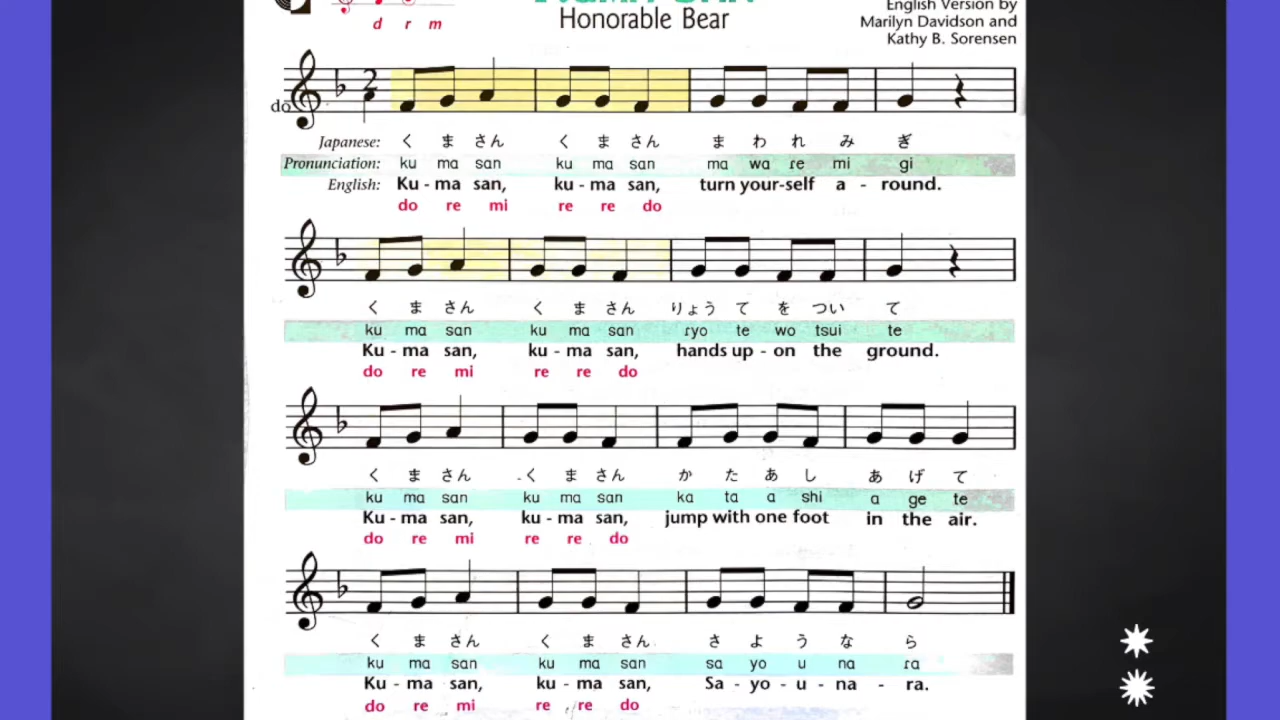 English Version by
d r m
Honorable Bear
Marilyn Davidson and
Kathy B. Sorensen
2
do
Japanese: く ま さん く ま さん ま わ れ み ぎ
Pronunciation: ku ma san ku ma san ma wa re mi gi
English: Ku - ma san, ku - ma san, turn your-self a - round.
do re mi re re do
く ま さん く ま さん りょう て を つい て
ku ma san ku ma san ryo te wo tsui te
Ku - ma san, ku - ma san, hands up - on the ground.
do re mi re re do
く ま さん く ま さん か た あ し あ げ て
ku ma san ku ma san ka ta a shi a ge te
Ku - ma san, ku - ma san, jump with one foot in the air.
do re mi re re do
く ま さん く ま さん さ よ う な ら
ku ma san ku ma san sa yo u na ra
Ku - ma san, ku - ma san, Sa - yo - u - na - ra.
do re mi re re do